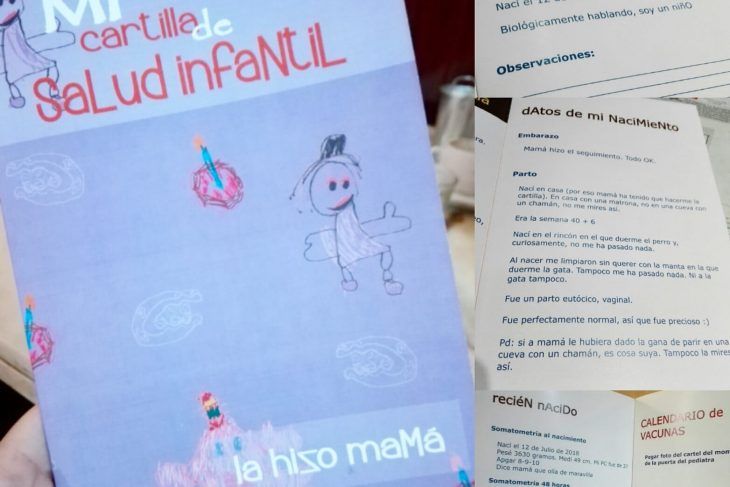 Mi
cartilla de
SaLud infaNtiL
la hizo maMá
Nací el 12 de
Biológicamente hablando, soy un niñO
Observaciones:
dAtos de mi NaciMieNto
Embarazo
Mamá hizo el seguimiento. Todo OK.
Parto
Nací en casa (por eso mamá ha tenido que hacerme la
cartilla). En casa con una matrona, no en una cueva con
un chamán, no me mires así.
Era la semana 40 + 6
Nací en el rincón en el que duerme el perro y,
curiosamente, no me ha pasado nada.
Al nacer me limpiaron sin querer con la manta en la que
duerme la gata. Tampoco me ha pasado nada. Ni a la
gata tampoco.
Fue un parto eutócico, vaginal.
Fue perfectamente normal, así que fue precioso :)
Pd: si a mamá le hubiera dado la gana de parir en una
cueva con un chamán, es cosa suya. Tampoco la mires
así.
reciéN nAciDo
Somatometría al nacimiento
Nací el 12 de Julio de 2018
Pesé 3630 gramos. Medí 49 cm. Mi PC fue de
Apgar 8-9-10
Dice mamá que olía de maravilla
Somatometría 48 horas
CALENDARIO de
VACUNAS
Pegar foto del cartel del mon
de la puerta del pediatra